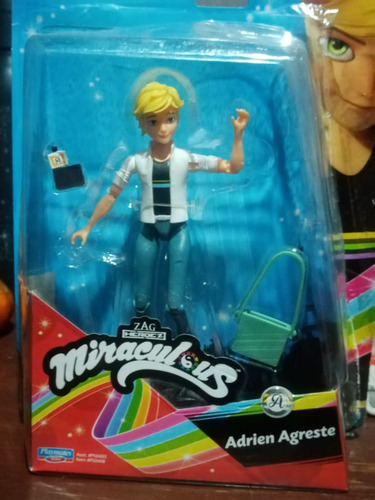 ZAG
HEROEZ
miraculous
A
Adrien Agreste
Playmates